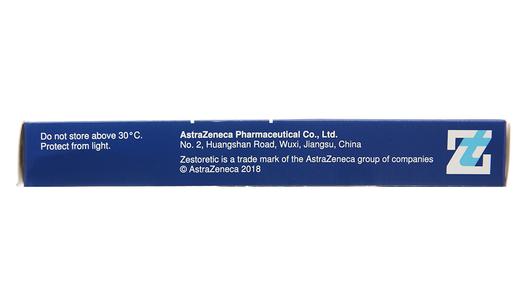 Do not store above 30°C.
Protect from light.
AstraZeneca Pharmaceutical Co., Ltd.
No. 2, Huangshan Road, Wuxi, Jiangsu, China
Zestoretic is a trade mark of the AstraZeneca group of companies
© AstraZeneca 2018
Zt